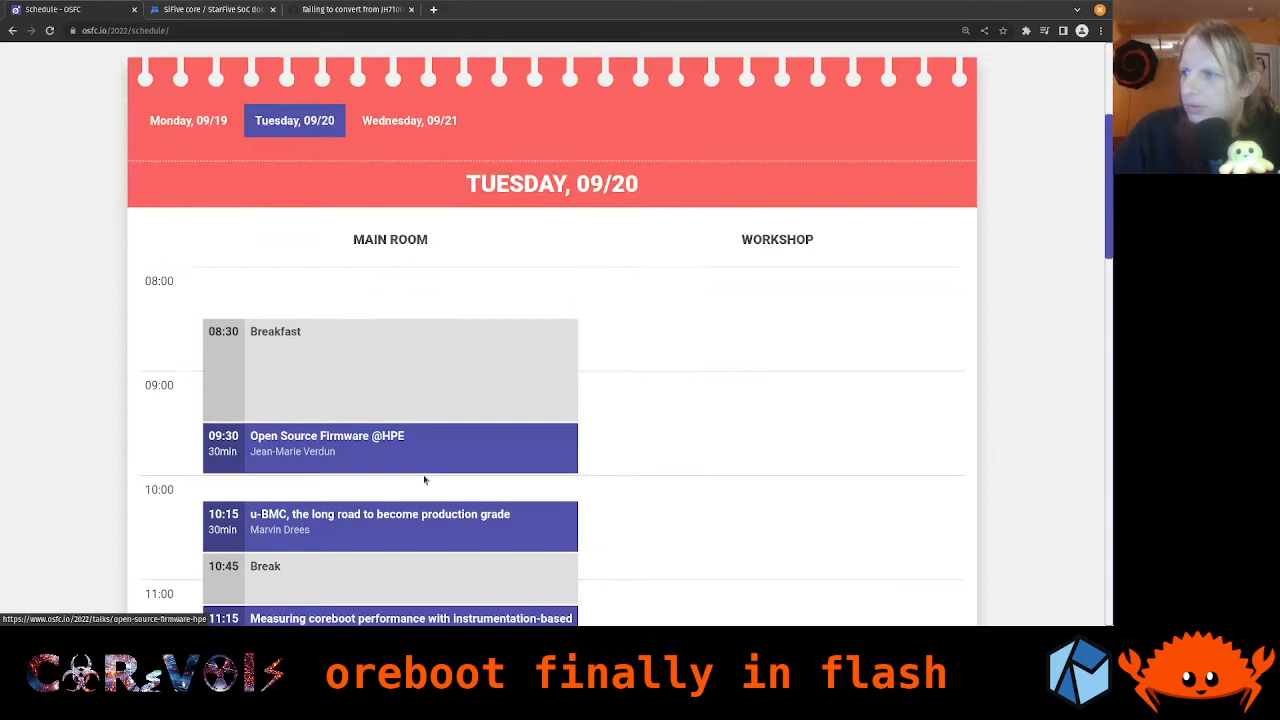 Schedule - OSFC
SiFive core / StarFive SoC doc
failing to convert from JH7100
osfc.io/2022/schedule/
Monday, 09/19
Tuesday, 09/20
Wednesday, 09/21
TUESDAY, 09/20
MAIN ROOM
WORKSHOP
08:00
08:30 Breakfast
09:00
09:30 Open Source Firmware @HPE
30min Jean-Marie Verdun
10:00
10:15 u-BMC, the long road to become production grade
30min Marvin Drees
10:45 Break
11:00
https://www.osfc.io/2022/talks/open-source-firmware-hpe
11:15 Measuring coreboot performance with instrumentation-based
oreboot finally in flash